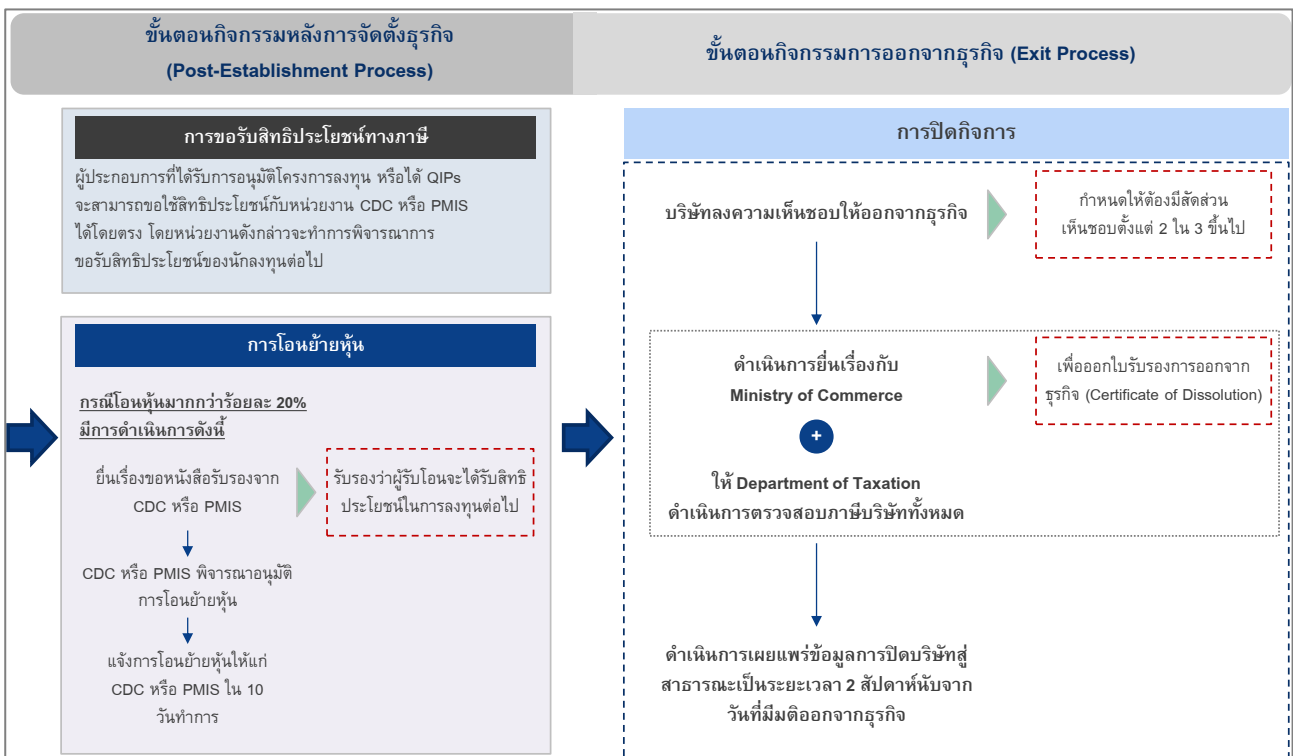 ขั้นตอนกิจกรรมหลังการจัดตั้งธุรกิจ
(Post-Establishment Process)
ขั้นตอนกิจกรรมการออกจากธุรกิจ (Exit Process)
การขอรับสิทธิประโยชน์ทางภาษี
ผู้ประกอบการที่ได้รับการอนุมัติโครงการลงทุน หรือได้ QIPs
จะสามารถขอใช้สิทธิประโยชน์กับหน่วยงาน CDC หรือ PMIS
ได้โดยตรง โดยหน่วยงานดังกล่าวจะทำการพิจารณาการ
ขอรับสิทธิประโยชน์ของนักลงทุนต่อไป
การโอนย้ายหุ้น
กรณีโอนหุ้นมากกว่าร้อยละ 20%
มีการดำเนินการดังนี้
ยื่นเรื่องขอหนังสือรับรองจาก
CDC หรือ PMIS
รับรองว่าผู้รับโอนจะได้รับสิทธิ
ประโยชน์ในการลงทุนต่อไป
CDC หรือ PMIS พิจารณาอนุมัติ
การโอนย้ายหุ้น
แจ้งการโอนย้ายหุ้นให้แก่
CDC หรือ PMIS ใน 10
วันทำการ
การปิดกิจการ
บริษัทลงความเห็นชอบให้ออกจากธุรกิจ
กำหนดให้ต้องมีสัดส่วน
เห็นชอบตั้งแต่ 2 ใน 3 ขึ้นไป
ดำเนินการยื่นเรื่องกับ
Ministry of Commerce
เพื่อออกใบรับรองการออกจาก
ธุรกิจ (Certificate of Dissolution)
+
ให้ Department of Taxation
ดำเนินการตรวจสอบภาษีบริษัททั้งหมด
ดำเนินการเผยแพร่ข้อมูลการปิดบริษัทสู่
สาธารณะเป็นระยะเวลา 2 สัปดาห์นับจาก
วันที่มีมติออกจากธุรกิจ